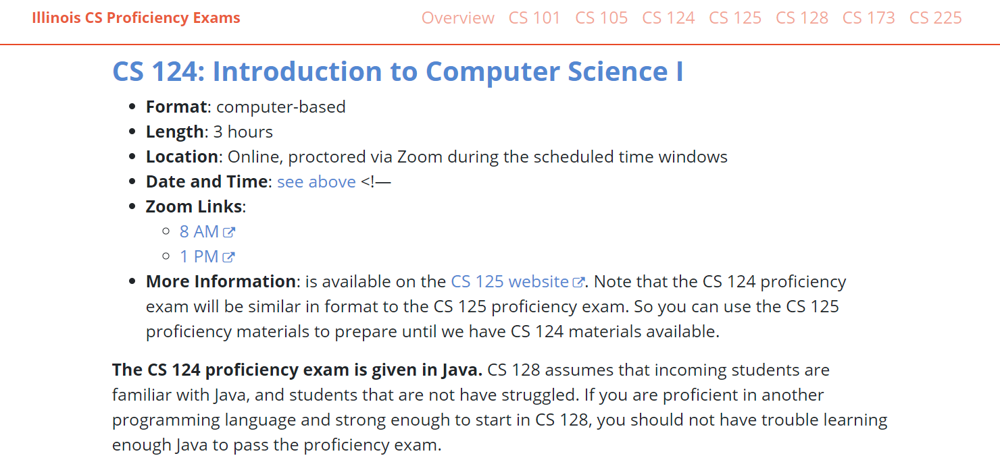 Illinois CS Proficiency Exams
Overview CS 101 CS 105 CS 124 CS 125 CS 128 CS 173 CS 225
CS 124: Introduction to Computer Science I
Format: computer-based
Length: 3 hours
Location: Online, proctored via Zoom during the scheduled time windows
Date and Time: see above <!—
Zoom Links:
8 AM
1 PM
More Information: is available on the CS 125 website. Note that the CS 124 proficiency
exam will be similar in format to the CS 125 proficiency exam. So you can use the CS 125
proficiency materials to prepare until we have CS 124 materials available.
The CS 124 proficiency exam is given in Java. CS 128 assumes that incoming students are
familiar with Java, and students that are not have struggled. If you are proficient in another
programming language and strong enough to start in CS 128, you should not have trouble learning
enough Java to pass the proficiency exam.